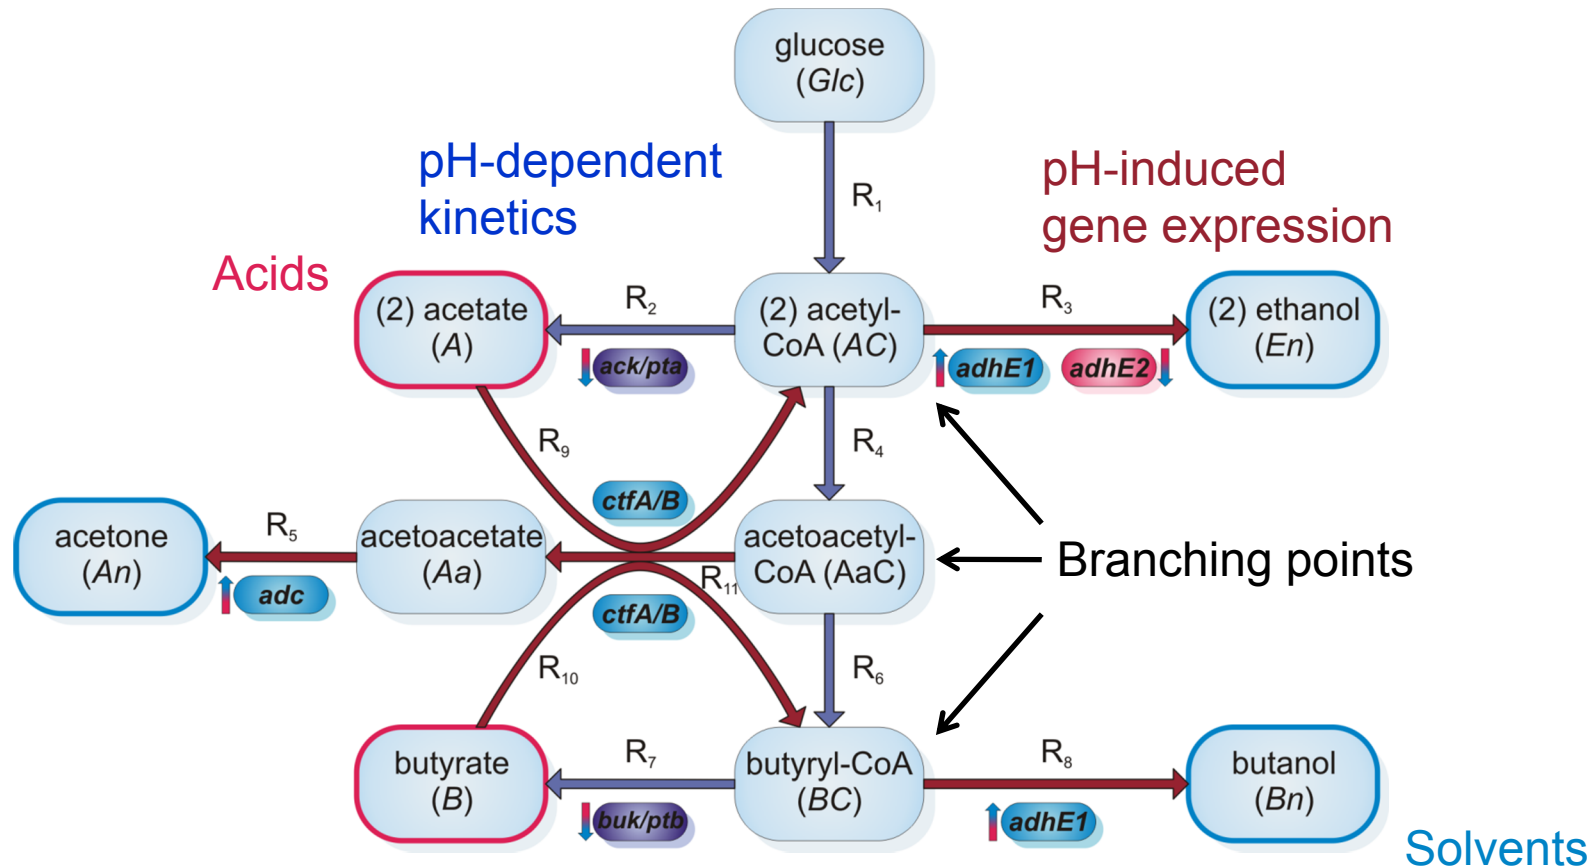 glucose
(Glc)
pH-dependent
kinetics
pH-induced
gene expression
R1
Acids
(2) acetate
(A)
R2
ack/pta
(2) acetyl-
CoA (AC)
R3
adhE1
adhE2
(2) ethanol
(En)
R9
R4
ctfA/B
acetone
(An)
R5
adc
acetoacetate
(Aa)
R11
acetoacetyl-
CoA (AaC)
Branching points
ctfA/B
R10
R6
butyrate
(B)
R7
buk/ptb
butyryl-CoA
(BC)
R8
adhE1
butanol
(Bn)
Solvents